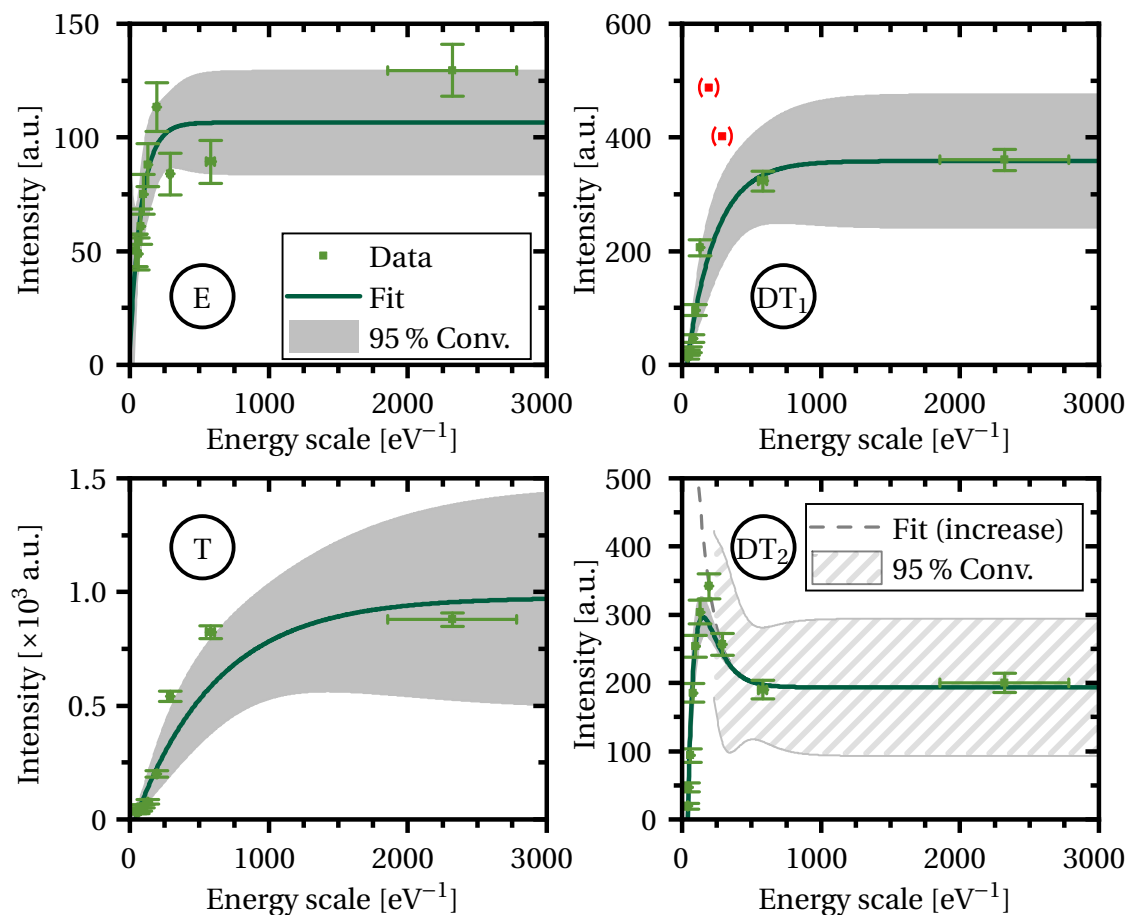 150
100
50
0
Intensity [a.u.]
E
Data
Fit
95 % Conv.
0 1000 2000 3000
Energy scale [eV⁻¹]
600
400
200
0
Intensity [a.u.]
( )
( )
DT₁
0 1000 2000 3000
Energy scale [eV⁻¹]
1.5
1.0
0.5
0
Intensity [×10³ a.u.]
T
0 1000 2000 3000
Energy scale [eV⁻¹]
500
400
300
200
100
0
Intensity [a.u.]
DT₂
Fit (increase)
95 % Conv.
0 1000 2000 3000
Energy scale [eV⁻¹]